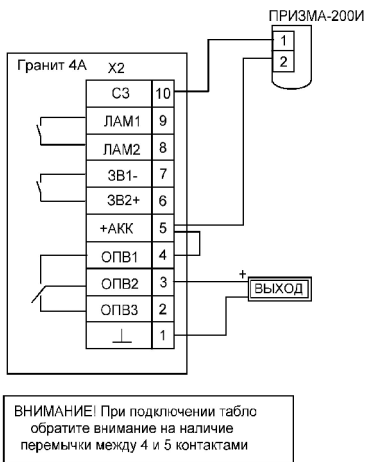 ПРИЗМА-200И
1
2
Гранит 4А
X2
СЗ 10
ЛАМ1 9
ЛАМ2 8
ЗВ1- 7
ЗВ2+ 6
+АКК 5
ОПВ1 4
ОПВ2 3
ОПВ3 2
1
+
ВЫХОД
ВНИМАНИЕ! При подключении табло
обратите внимание на наличие
перемычки между 4 и 5 контактами